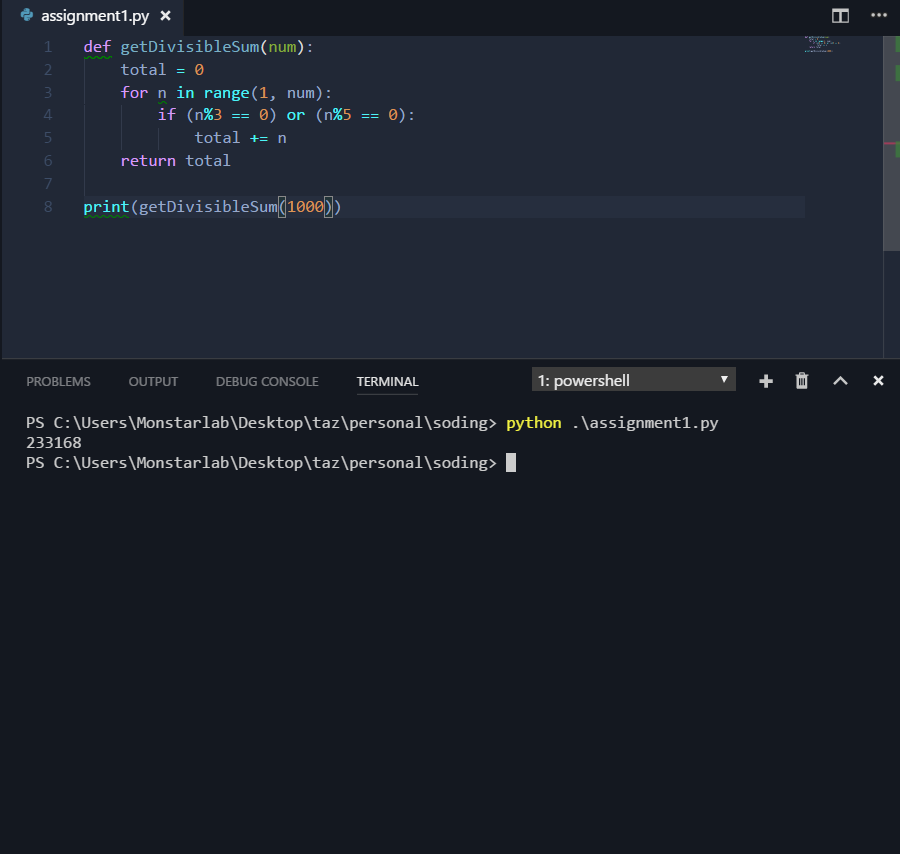 assignment1.py
1 def getDivisibleSum(num):
2     total = 0
3     for n in range(1, num):
4         if (n%3 == 0) or (n%5 == 0):
5             total += n
6     return total
7
8 print(getDivisibleSum(1000))
PROBLEMS OUTPUT DEBUG CONSOLE TERMINAL 1: powershell
PS C:\Users\Monstarlab\Desktop\taz\personal\soding> python .\assignment1.py
233168
PS C:\Users\Monstarlab\Desktop\taz\personal\soding>